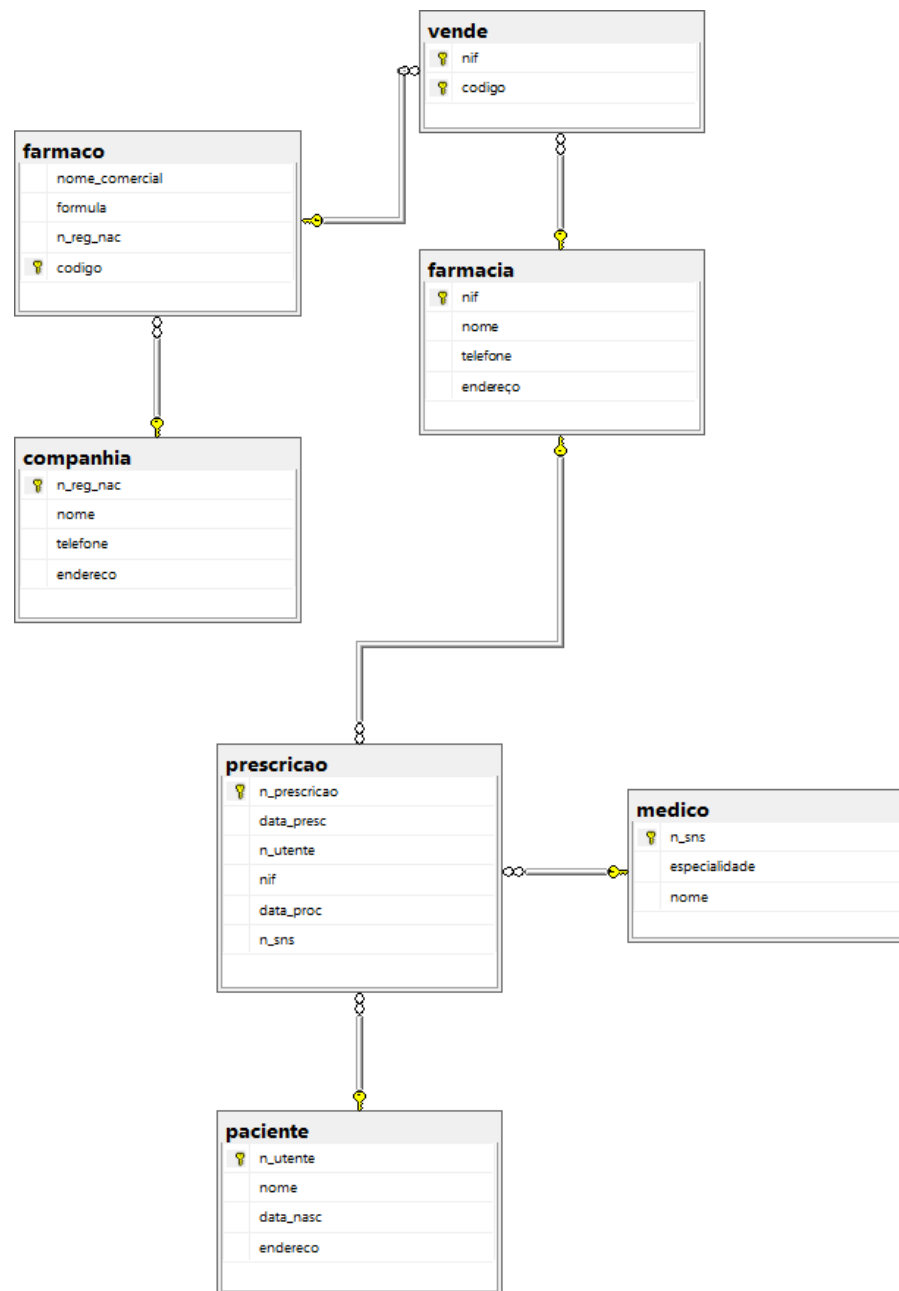 vende
nif
codigo
farmaco
nome_comercial
formula
n_reg_nac
codigo
farmacia
nif
nome
telefone
endereço
companhia
n_reg_nac
nome
telefone
endereco
prescricao
n_prescricao
data_presc
n_utente
nif
data_proc
n_sns
medico
n_sns
especialidade
nome
paciente
n_utente
nome
data_nasc
endereco